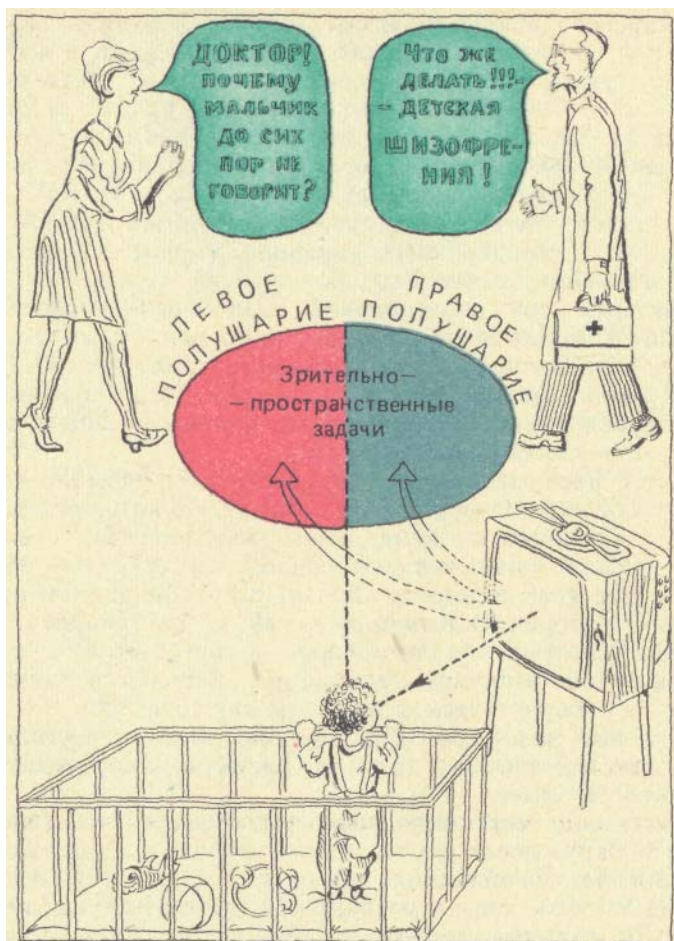 ДОКТОР!
ПОЧЕМУ
МАЛЬЧИК
ДО СИХ
ПОР НЕ
ГОВОРИТ?
ЧТО ЖЕ
ДЕЛАТЬ!!!-
- ДЕТСКАЯ
ШИЗОФРЕ-
НИЯ!
ЛЕВОЕ
ПОЛУШАРИЕ
ПРАВОЕ
ПОЛУШАРИЕ
Зрительно—
—пространственные
задачи